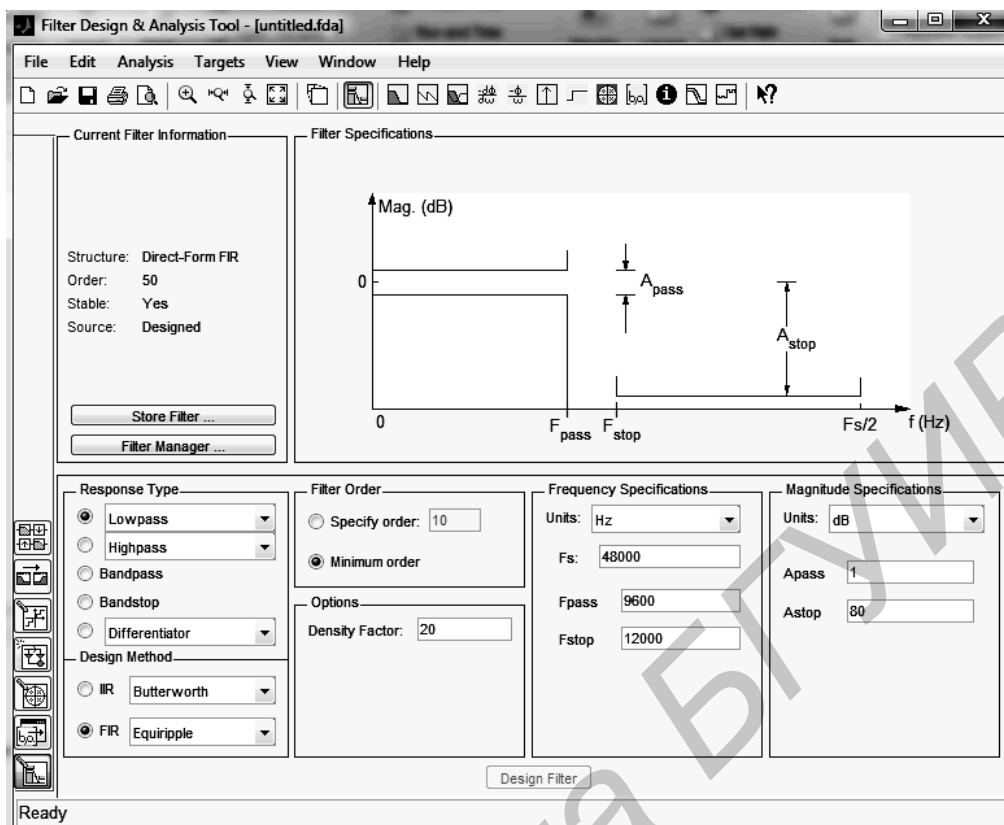 Filter Design & Analysis Tool - [untitled.fda]
File Edit Analysis Targets View Window Help
Current Filter Information
Structure: Direct-Form FIR
Order: 50
Stable: Yes
Source: Designed
Store Filter ...
Filter Manager ...
Filter Specifications
Mag. (dB)
0
A pass
A stop
0 F pass F stop Fs/2 f (Hz)
Response Type
Lowpass
Highpass
Bandpass
Bandstop
Differentiator
Design Method
IIR Butterworth
FIR Equiripple
Filter Order
Specify order: 10
Minimum order
Options
Density Factor: 20
Frequency Specifications
Units: Hz
Fs: 48000
Fpass 9600
Fstop 12000
Magnitude Specifications
Units: dB
Apass 1
Astop 80
Design Filter
Ready
БГУИР